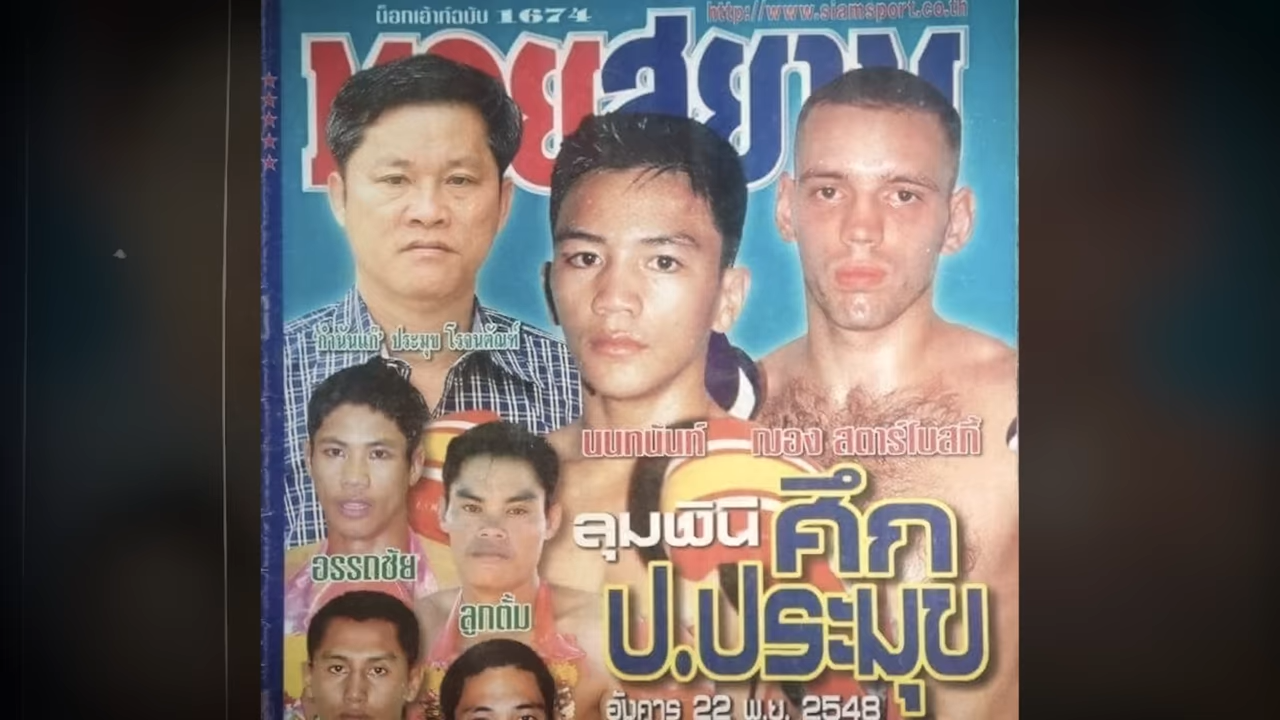 น็อกเอ้าท์ฉบับ 1674
http://www.siamsport.co.th
มวยสยาม
'กำนันแก๊' ประมุข โรจนตัณฑ์
นนทนันท์
ฌอง สตาร์โบสกี้
ลุมพินี
ศึก
ป.ประมุข
อรรถชัย
ลูกตั้ม
อังคาร 22 พ.ย. 2548